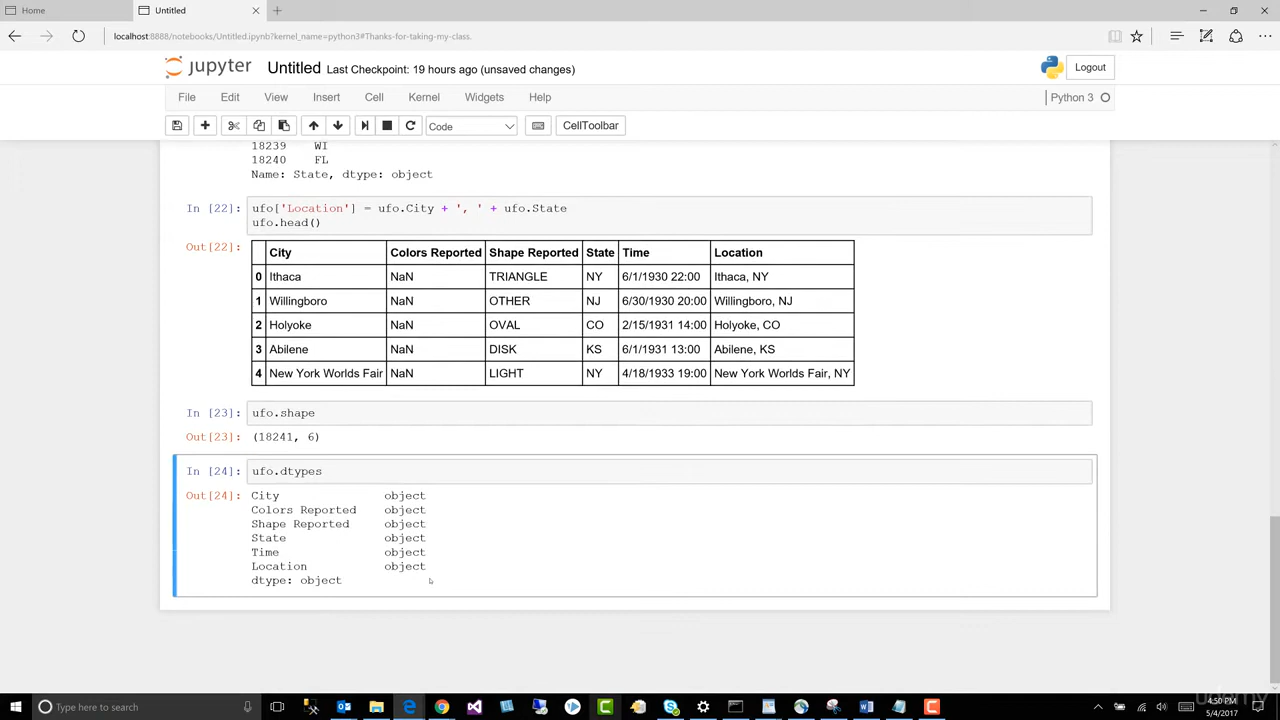 Home
Untitled
localhost:8888/notebooks/Untitled.ipynb?kernel_name=python3#Thanks-for-taking-my-class.
jupyter Untitled Last Checkpoint: 19 hours ago (unsaved changes)
Logout
File Edit View Insert Cell Kernel Widgets Help Python 3
Code CellToolbar
18239 WI
18240 FL
Name: State, dtype: object
In [22]: ufo['Location'] = ufo.City + ', ' + ufo.State
ufo.head()
Out[22]:
City Colors Reported Shape Reported State Time Location
0 Ithaca NaN TRIANGLE NY 6/1/1930 22:00 Ithaca, NY
1 Willingboro NaN OTHER NJ 6/30/1930 20:00 Willingboro, NJ
2 Holyoke NaN OVAL CO 2/15/1931 14:00 Holyoke, CO
3 Abilene NaN DISK KS 6/1/1931 13:00 Abilene, KS
4 New York Worlds Fair NaN LIGHT NY 4/18/1933 19:00 New York Worlds Fair, NY
In [23]: ufo.shape
Out[23]: (18241, 6)
In [24]: ufo.dtypes
Out[24]: City object
Colors Reported object
Shape Reported object
State object
Time object
Location object
dtype: object
Type here to search
4:50 PM
5/4/2017
udemy